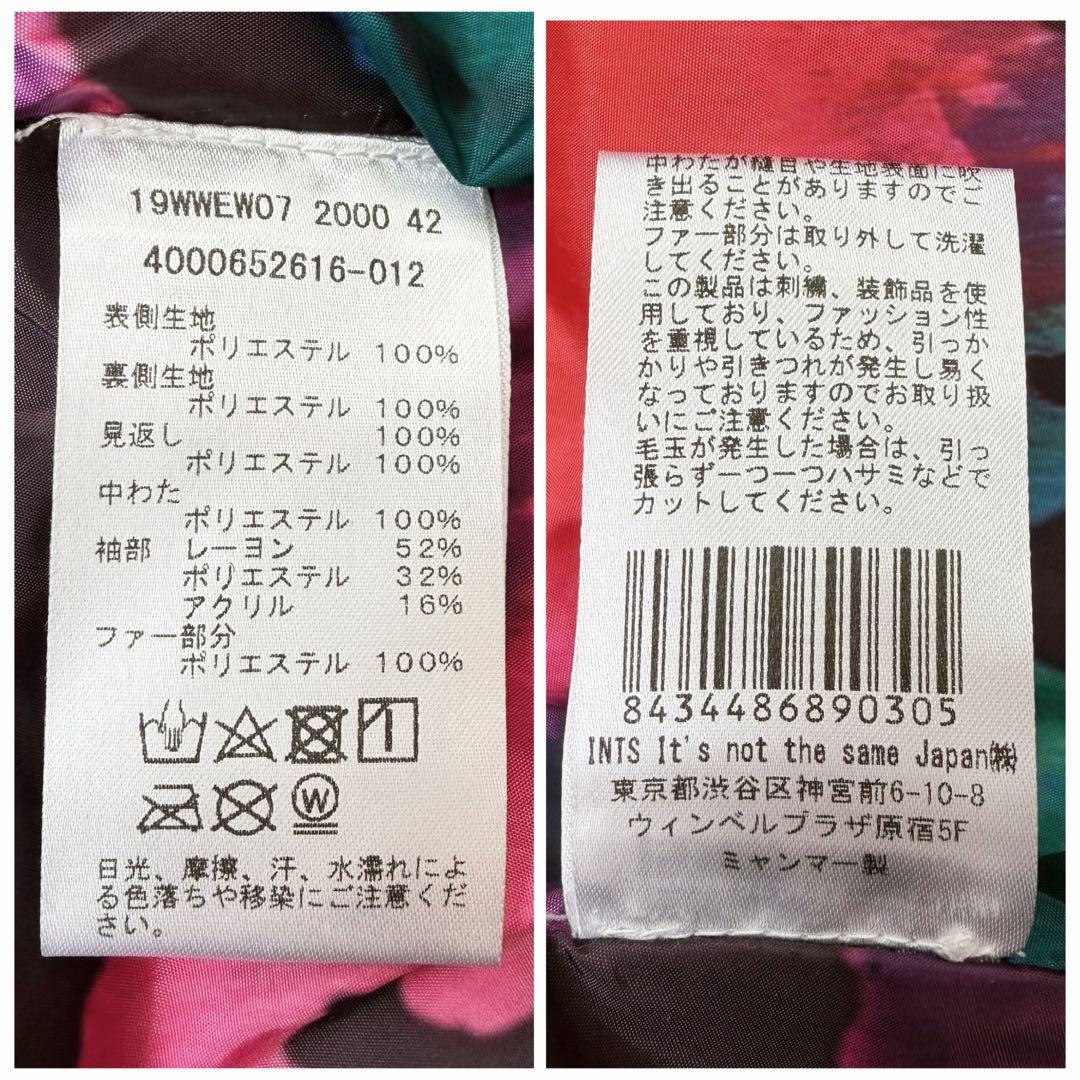 19WWEW07 2000 42
4000652616-012
表側生地
ポリエステル 100%
裏側生地
ポリエステル 100%
見返し 100%
ポリエステル 100%
中わた
ポリエステル 100%
袖部 レーヨン 52%
ポリエステル 32%
アクリル 16%
ファー部分
ポリエステル 100%
W
日光、摩擦、汗、水濡れによ
る色落ちや移染にご注意くだ
さい。
中わたが縫目や生地表面に吹
き出ることがありますのでご
注意ください。
ファー部分は取り外して洗濯
してください。
この製品は刺繍、装飾品を使
用しており、ファッション性
を重視しているため、引っか
かりや引きつれが発生し易く
なっておりますのでお取り扱
いにご注意ください。
毛玉が発生した場合は、引っ
張らず一つ一つハサミなどで
カットしてください。
8434486890305
INTS It's not the same Japan㈱
東京都渋谷区神宮前6-10-8
ウィンベルプラザ原宿5F
ミャンマー製